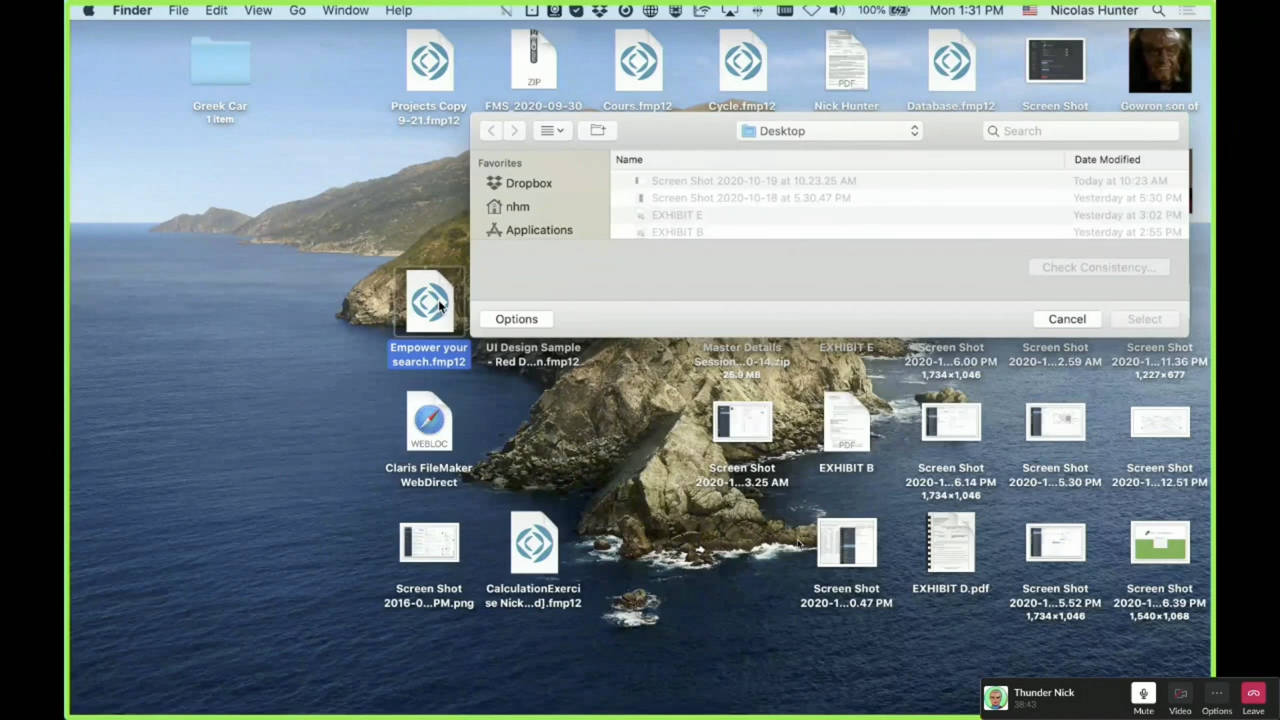 Finder File Edit View Go Window Help 100% Mon 1:31 PM Nicolas Hunter
Greek Car
1 item
Projects Copy
9-21.fmp12
ZIP
FMS_2020-09-30
Cours.fmp12
Cycle.fmp12
PDF
Nick Hunter
Database.fmp12
Screen Shot
Gowron son of
Desktop
Search
Favorites
Dropbox
nhm
Applications
Name Date Modified
Screen Shot 2020-10-19 at 10.23.25 AM Today at 10:23 AM
Screen Shot 2020-10-18 at 5.30.47 PM Yesterday at 5:30 PM
EXHIBIT E Yesterday at 3:02 PM
EXHIBIT B Yesterday at 2:55 PM
Check Consistency...
Options Cancel Select
Empower your
search.fmp12
UI Design Sample
- Red D...n.fmp12
Master Details
Session...0-14.zip
25.9 MB
EXHIBIT E
Screen Shot
2020-1...6.00 PM
1,734×1,046
Screen Shot
2020-1...2.59 AM
Screen Shot
2020-1...11.36 PM
1,227×677
WEBLOC
Claris FileMaker
WebDirect
Screen Shot
2020-1...3.25 AM
PDF
EXHIBIT B
Screen Shot
2020-1...6.14 PM
1,734×1,046
Screen Shot
2020-1...5.30 PM
Screen Shot
2020-1...12.51 PM
Screen Shot
2016-0...PM.png
CalculationExerci
se Nick...d].fmp12
Screen Shot
2020-1...0.47 PM
EXHIBIT D.pdf
Screen Shot
2020-1...5.52 PM
1,734×1,046
Screen Shot
2020-1...6.39 PM
1,540×1,068
Thunder Nick
38:43
Mute Video Options Leave